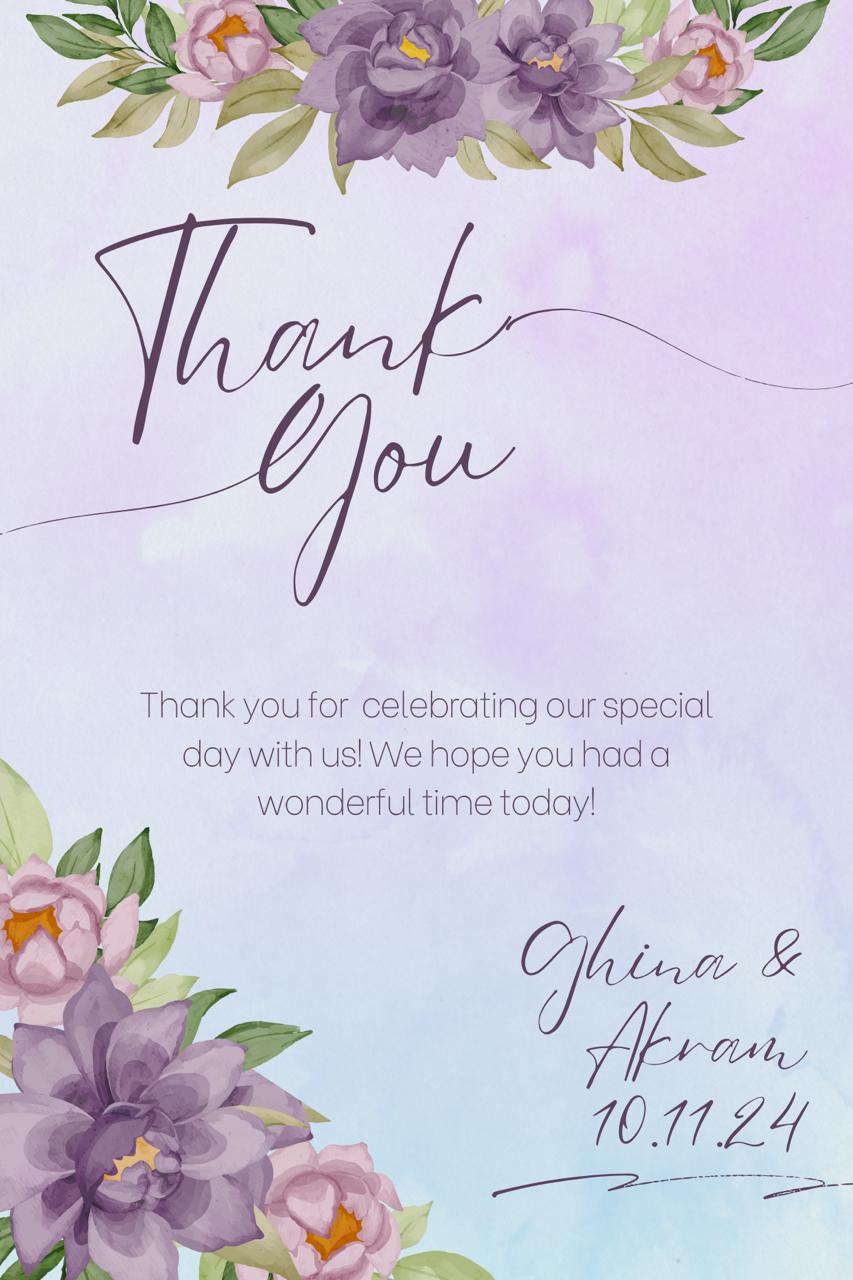 Thank
You
Thank you for celebrating our special
day with us! We hope you had a
wonderful time today!
Ghina &
Akram
10.11.24